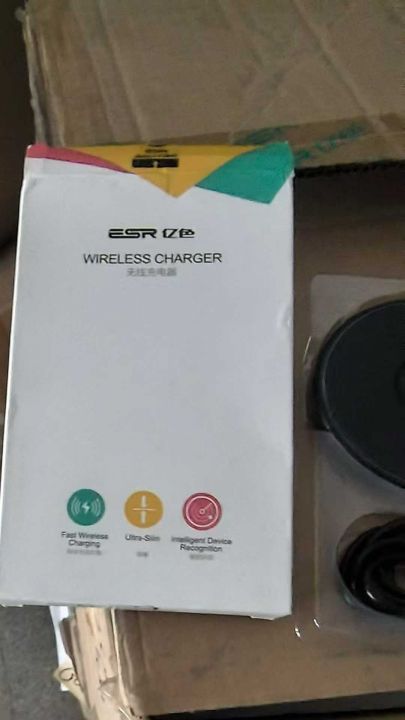 ESR 亿色
WIRELESS CHARGER
无线充电器
Fast Wireless
Charging
Ultra-Slim
Intelligent Device
Recognition